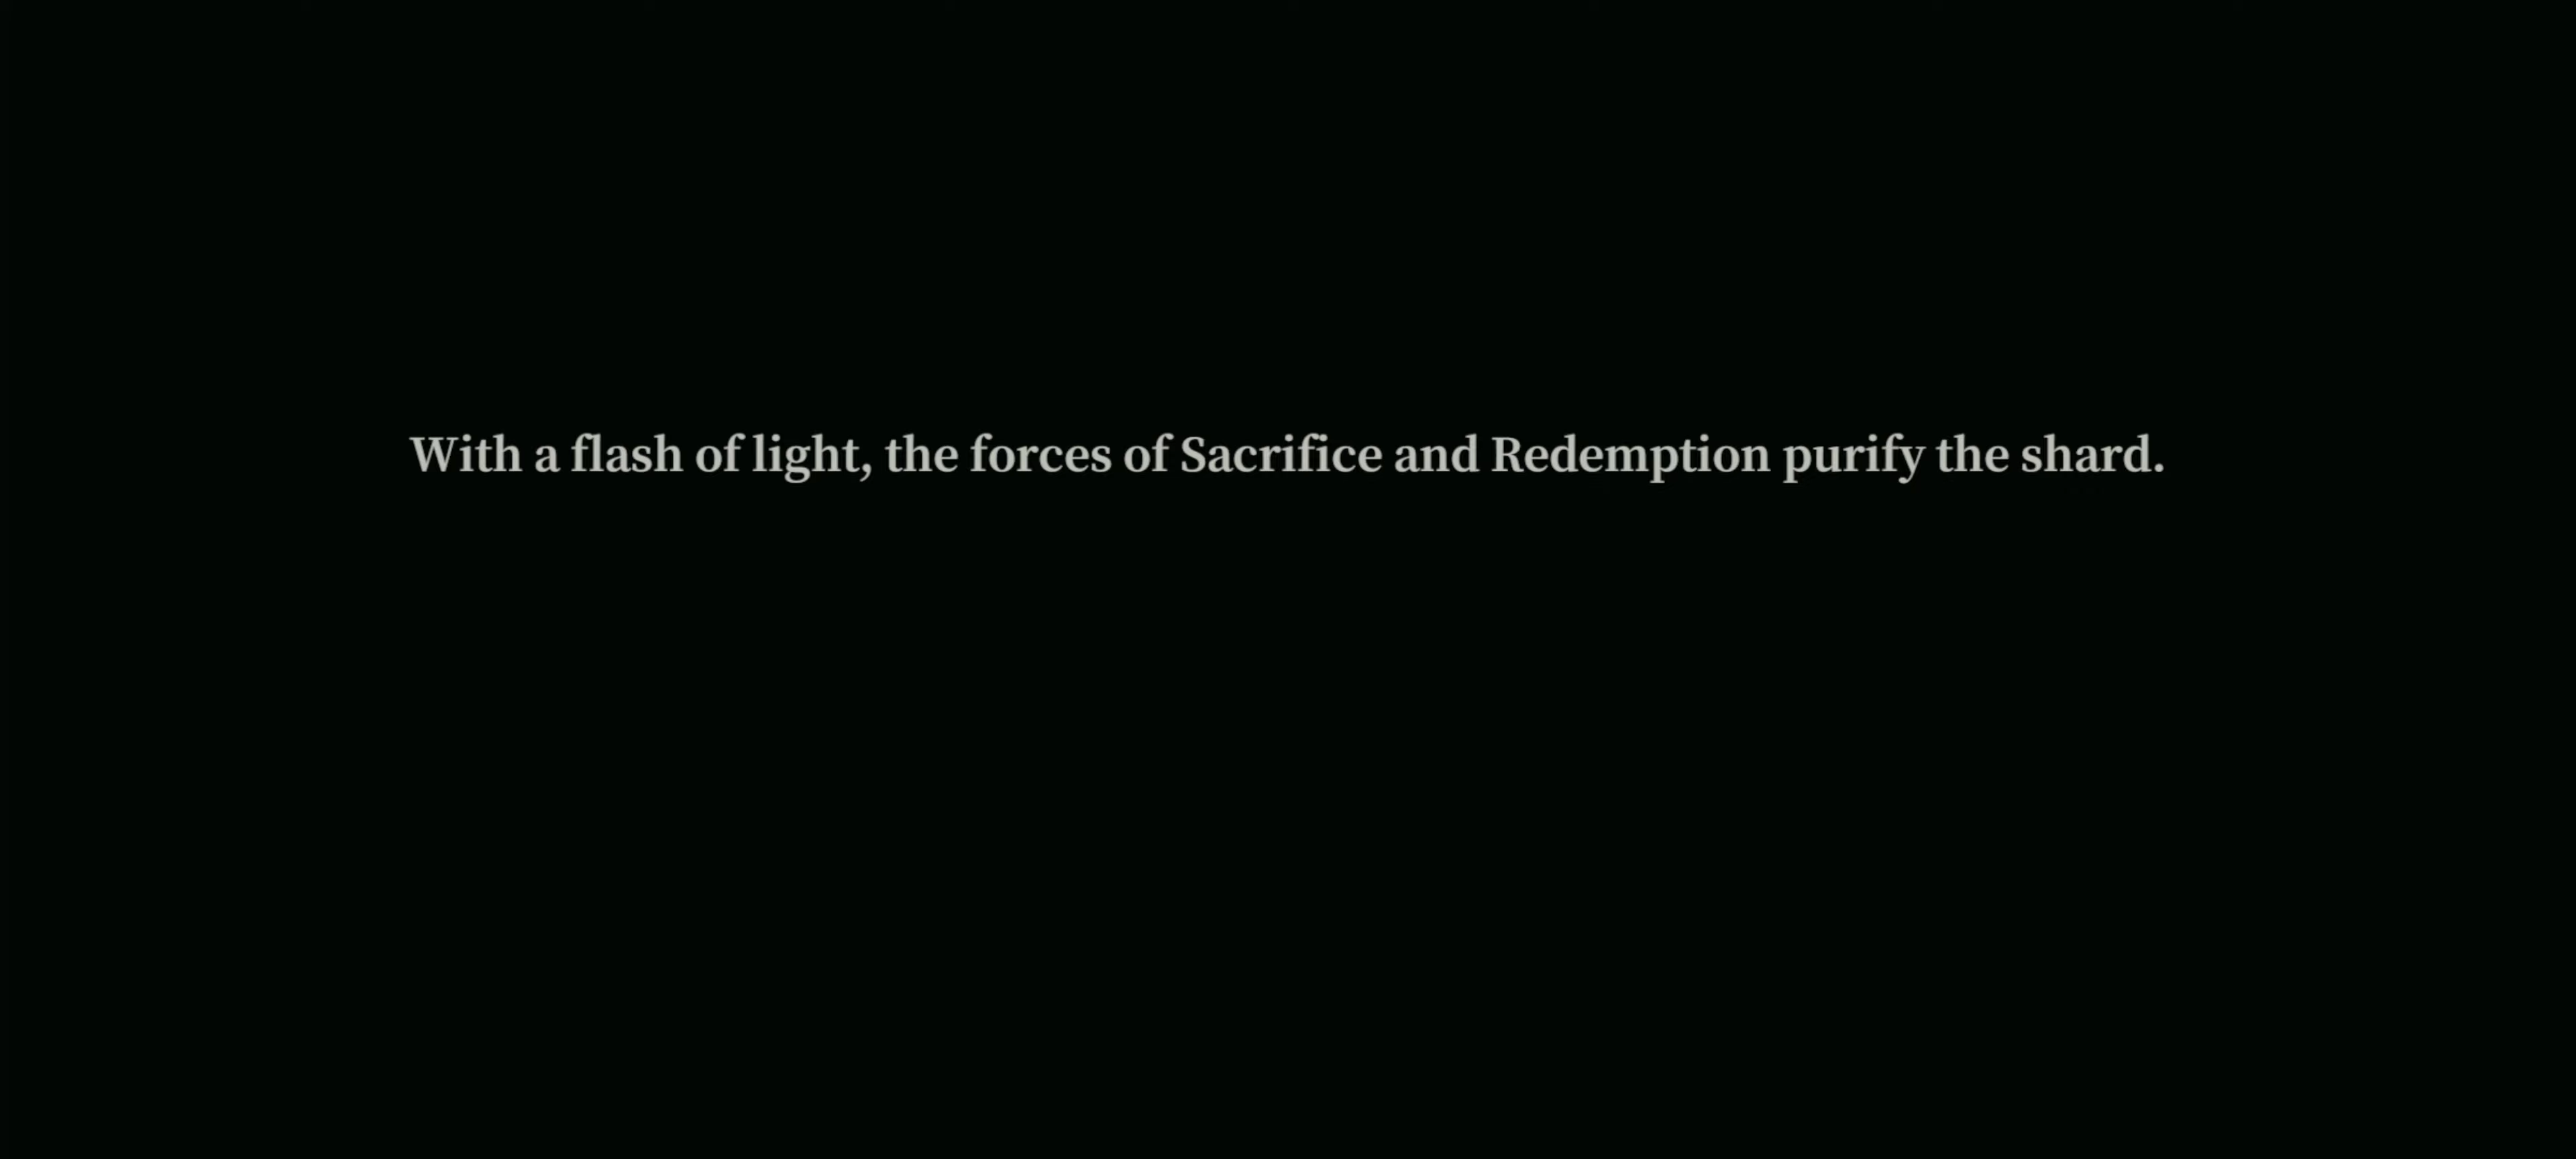 With a flash of light, the forces of Sacrifice and Redemption purify the shard.